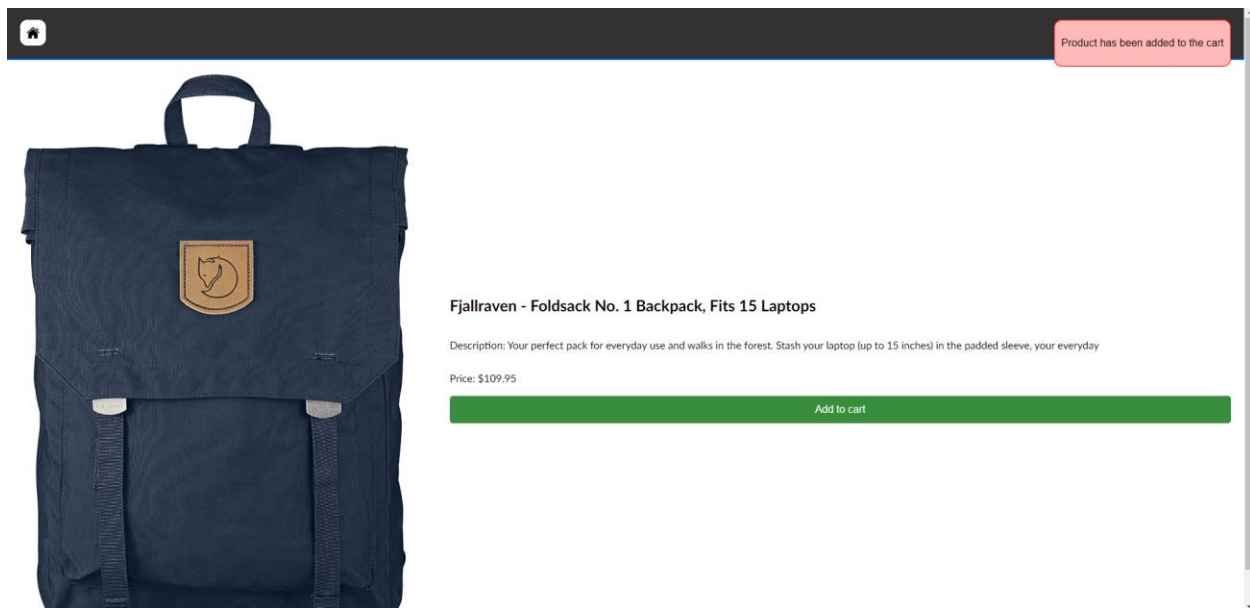 Product has been added to the cart
Fjallraven - Foldsack No. 1 Backpack, Fits 15 Laptops
Description: Your perfect pack for everyday use and walks in the forest. Stash your laptop (up to 15 inches) in the padded sleeve, your everyday
Price: $109.95
Add to cart